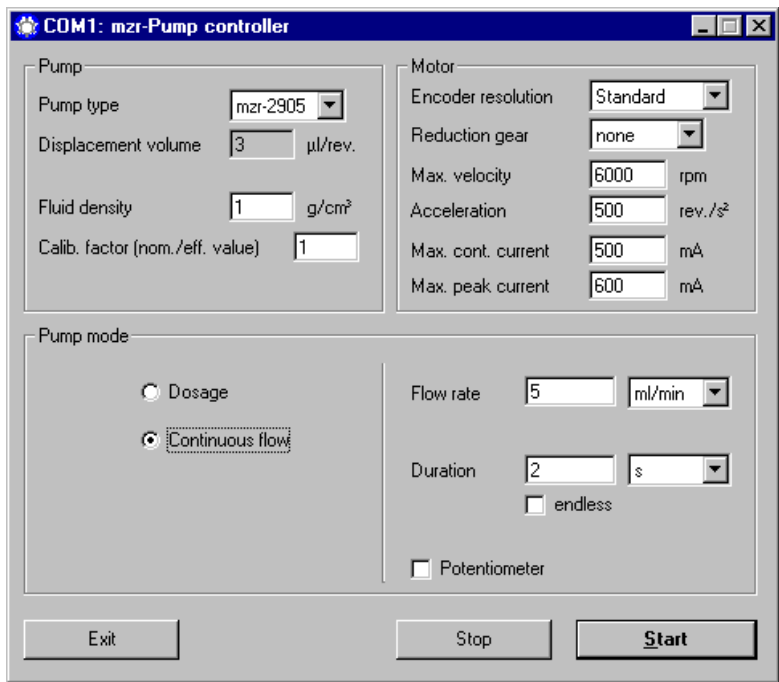 COM1: mzr-Pump controller
Pump
Pump type mzr-2905
Displacement volume 3 µl/rev.
Fluid density 1 g/cm³
Calib. factor (nom./eff. value) 1
Motor
Encoder resolution Standard
Reduction gear none
Max. velocity 6000 rpm
Acceleration 500 rev./s²
Max. cont. current 500 mA
Max. peak current 600 mA
Pump mode
Dosage
Continuous flow
Flow rate 5 ml/min
Duration 2 s
endless
Potentiometer
Exit Stop Start